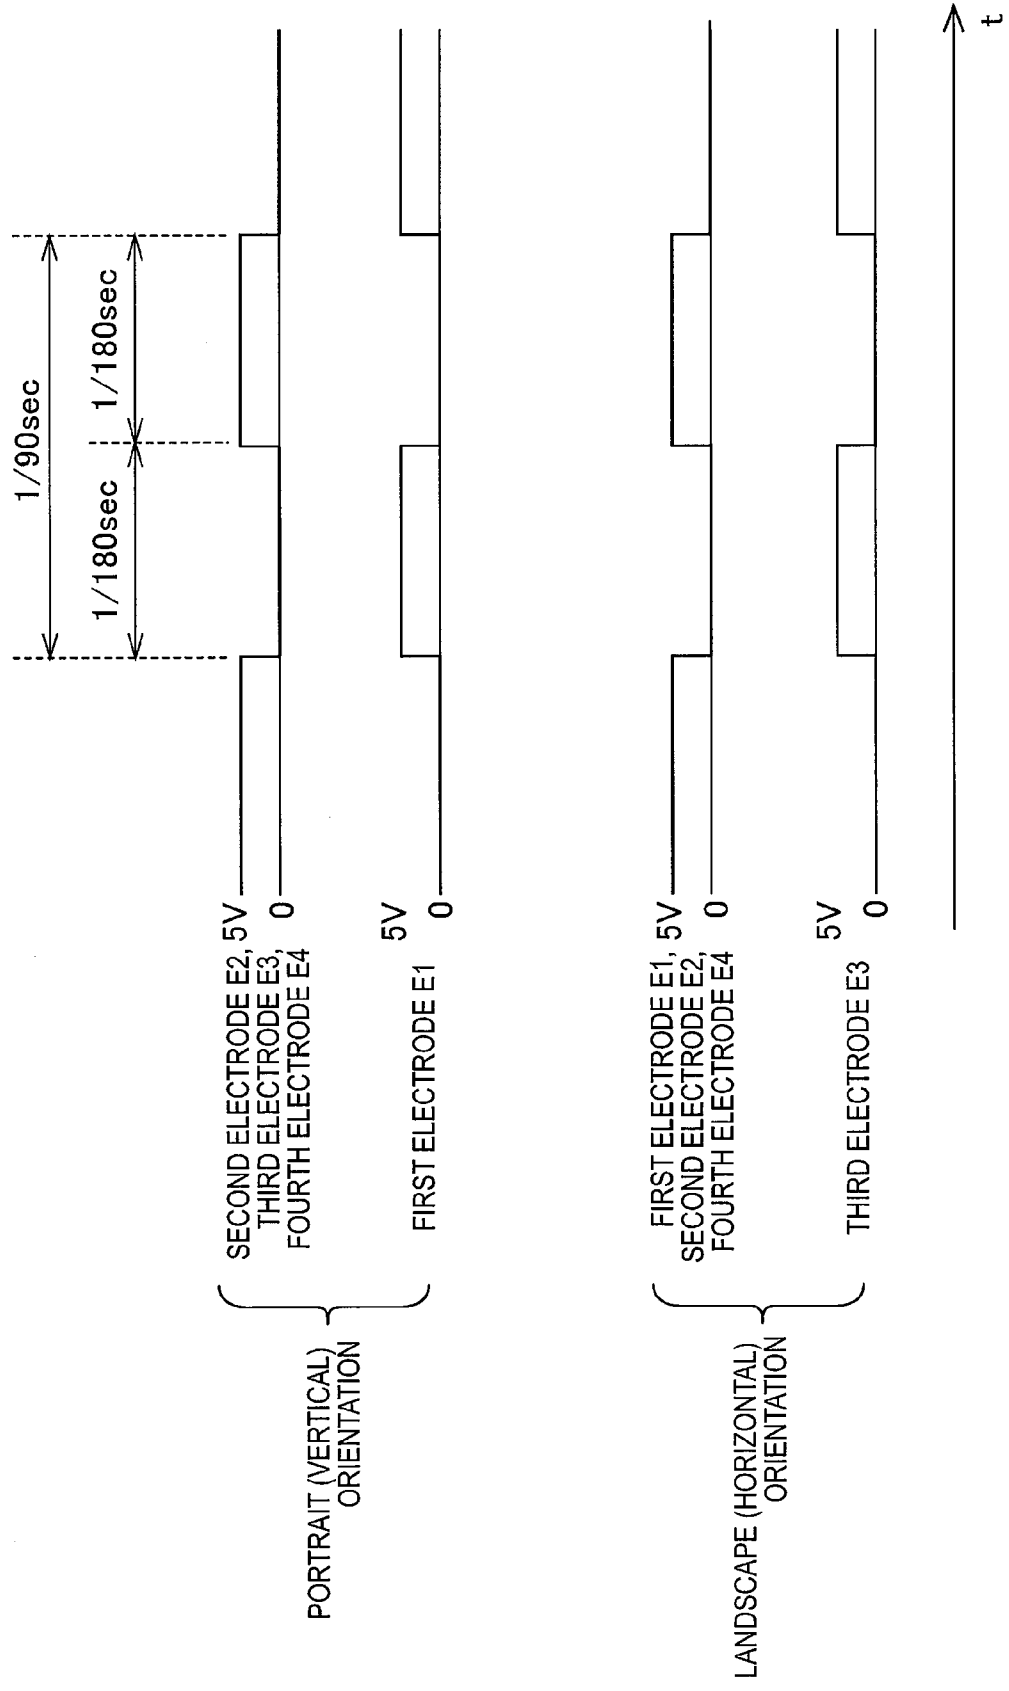 1/90sec
1/180sec
1/180sec
PORTRAIT (VERTICAL)
ORIENTATION
SECOND ELECTRODE E2,
THIRD ELECTRODE E3,
FOURTH ELECTRODE E4
5V
0
FIRST ELECTRODE E1
5V
0
LANDSCAPE (HORIZONTAL)
ORIENTATION
FIRST ELECTRODE E1,
SECOND ELECTRODE E2,
FOURTH ELECTRODE E4
5V
0
THIRD ELECTRODE E3
5V
0
t